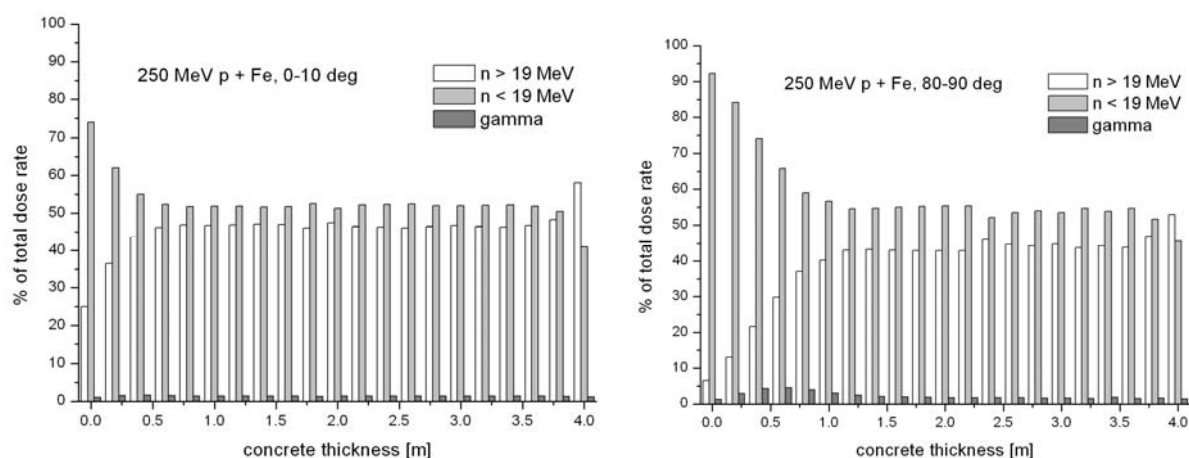 100
90
80
70
60
50
40
30
20
10
0
% of total dose rate
250 MeV p + Fe, 0-10 deg
n > 19 MeV
n < 19 MeV
gamma
0.0 0.5 1.0 1.5 2.0 2.5 3.0 3.5 4.0
concrete thickness [m]
100
90
80
70
60
50
40
30
20
10
0
% of total dose rate
250 MeV p + Fe, 80-90 deg
n > 19 MeV
n < 19 MeV
gamma
0.0 0.5 1.0 1.5 2.0 2.5 3.0 3.5 4.0
concrete thickness [m]